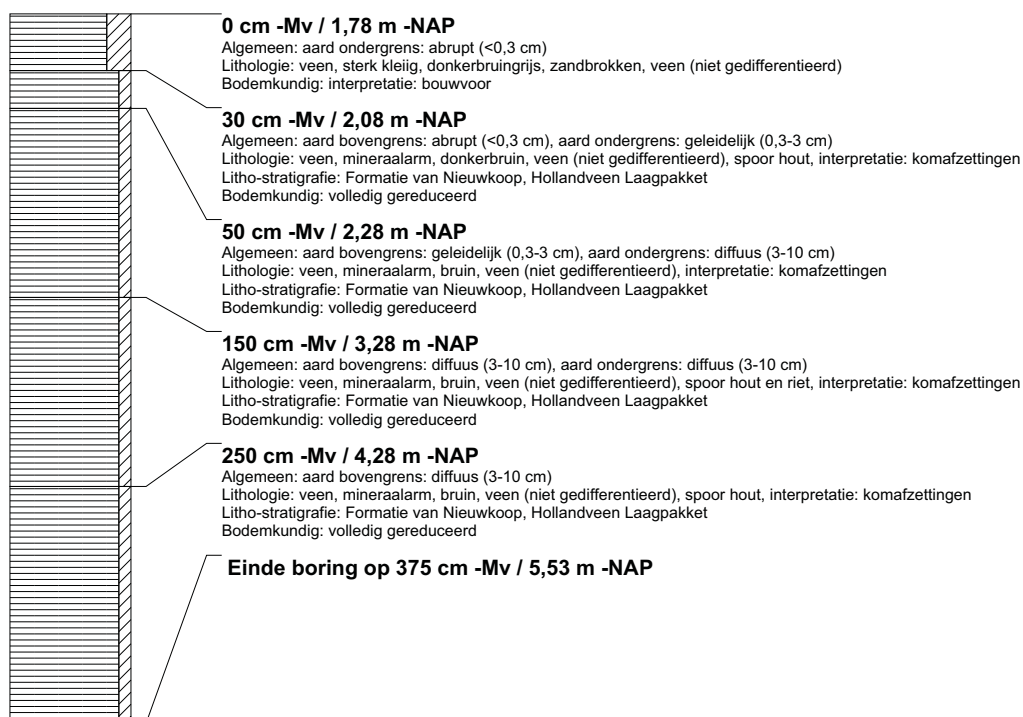 0 cm -Mv / 1,78 m -NAP
Algemeen: aard ondergrens: abrupt (<0,3 cm)
Lithologie: veen, sterk kleiig, donkerbruingrijs, zandbrokken, veen (niet gedifferentieerd)
Bodemkundig: interpretatie: bouwvoor
30 cm -Mv / 2,08 m -NAP
Algemeen: aard bovengrens: abrupt (<0,3 cm), aard ondergrens: geleidelijk (0,3-3 cm)
Lithologie: veen, mineraalarm, donkerbruin, veen (niet gedifferentieerd), spoor hout, interpretatie: komafzettingen
Litho-stratigrafie: Formatie van Nieuwkoop, Hollandveen Laagpakket
Bodemkundig: volledig gereduceerd
50 cm -Mv / 2,28 m -NAP
Algemeen: aard bovengrens: geleidelijk (0,3-3 cm), aard ondergrens: diffuus (3-10 cm)
Lithologie: veen, mineraalarm, bruin, veen (niet gedifferentieerd), interpretatie: komafzettingen
Litho-stratigrafie: Formatie van Nieuwkoop, Hollandveen Laagpakket
Bodemkundig: volledig gereduceerd
150 cm -Mv / 3,28 m -NAP
Algemeen: aard bovengrens: diffuus (3-10 cm), aard ondergrens: diffuus (3-10 cm)
Lithologie: veen, mineraalarm, bruin, veen (niet gedifferentieerd), spoor hout en riet, interpretatie: komafzettingen
Litho-stratigrafie: Formatie van Nieuwkoop, Hollandveen Laagpakket
Bodemkundig: volledig gereduceerd
250 cm -Mv / 4,28 m -NAP
Algemeen: aard bovengrens: diffuus (3-10 cm)
Lithologie: veen, mineraalarm, bruin, veen (niet gedifferentieerd), spoor hout, interpretatie: komafzettingen
Litho-stratigrafie: Formatie van Nieuwkoop, Hollandveen Laagpakket
Bodemkundig: volledig gereduceerd
Einde boring op 375 cm -Mv / 5,53 m -NAP